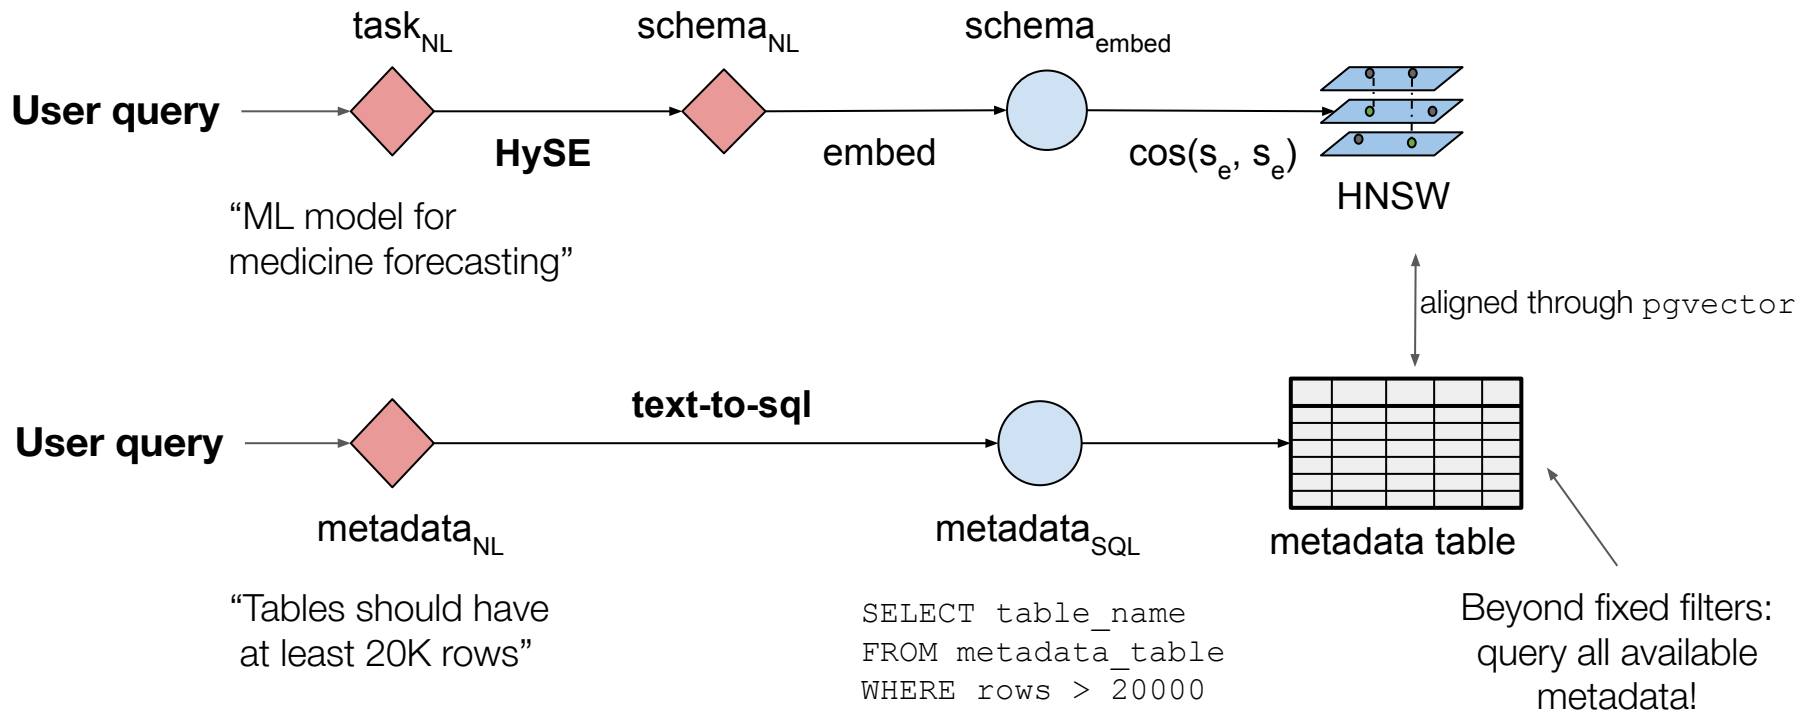 task_NL
schema_NL
schema_embed
User query
HySE
embed
cos(s_e, s_e)
HNSW
“ML model for
medicine forecasting”
aligned through pgvector
text-to-sql
User query
metadata_NL
metadata_SQL
metadata table
“Tables should have
at least 20K rows”
SELECT table_name
FROM metadata_table
WHERE rows > 20000
Beyond fixed filters:
query all available
metadata!